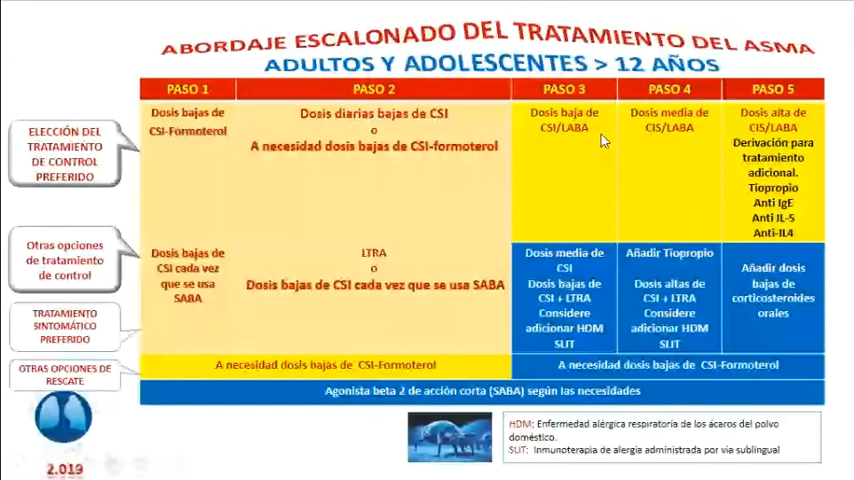 ABORDAJE ESCALONADO DEL TRATAMIENTO DEL ASMA
ADULTOS Y ADOLESCENTES > 12 AÑOS
PASO 1
PASO 2
PASO 3
PASO 4
PASO 5
ELECCIÓN DEL
TRATAMIENTO
DE CONTROL
PREFERIDO
Dosis bajas de
CSI-Formoterol
Dosis diarias bajas de CSI
o
A necesidad dosis bajas de CSI-formoterol
Dosis baja de
CSI/LABA
Dosis media de
CIS/LABA
Dosis alta de
CIS/LABA
Derivación para
tratamiento
adicional.
Tiopropio
Anti IgE
Anti IL-5
Anti-IL4
Otras opciones
de tratamiento
de control
Dosis bajas de
CSI cada vez
que se usa
SABA
LTRA
o
Dosis bajas de CSI cada vez que se usa SABA
Dosis media de
CSI
Dosis bajas de
CSI + LTRA
Considere
adicionar HDM
SLIT
Añadir Tiopropio
Dosis altas de
CSI + LTRA
Considere
adicionar HDM
SLIT
Añadir dosis
bajas de
corticosteroides
orales
TRATAMIENTO
SINTOMÁTICO
PREFERIDO
A necesidad dosis bajas de CSI-Formoterol
A necesidad dosis bajas de CSI-Formoterol
OTRAS OPCIONES DE
RESCATE
Agonista beta 2 de acción corta (SABA) según las necesidades
HDM: Enfermedad alérgica respiratoria de los ácaros del polvo
doméstico.
SLIT: Inmunoterapia de alergia administrada por vía sublingual
2.019